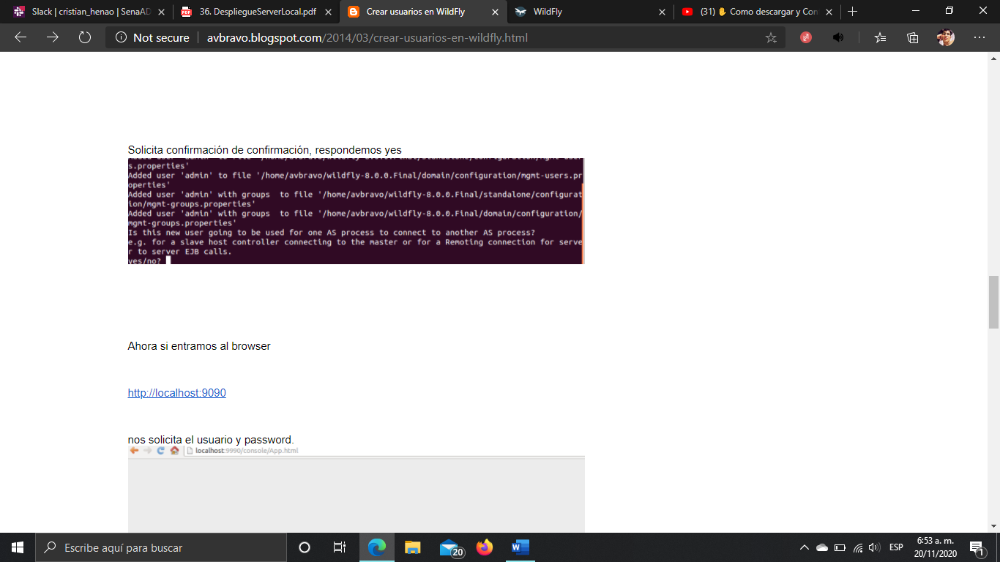 Slack | cristian_henao | SenaAD
36. DespliegueServerLocal.pdf
Crear usuarios en WildFly
WildFly
(31) ✋ Como descargar y Con
Not secure
avbravo.blogspot.com/2014/03/crear-usuarios-en-wildfly.html
Solicita confirmación de confirmación, respondemos yes
s.properties'
Added user 'admin' to file '/home/avbravo/wildfly-8.0.0.Final/domain/configuration/mgmt-users.pr
operties'
Added user 'admin' with groups  to file '/home/avbravo/wildfly-8.0.0.Final/standalone/configurat
ion/mgmt-groups.properties'
Added user 'admin' with groups  to file '/home/avbravo/wildfly-8.0.0.Final/domain/configuration/
mgmt-groups.properties'
Is this new user going to be used for one AS process to connect to another AS process?
e.g. for a slave host controller connecting to the master or for a Remoting connection for serve
r to server EJB calls.
yes/no?
Ahora si entramos al browser
http://localhost:9090
nos solicita el usuario y password.
localhost:9990/console/App.html
Escribe aquí para buscar
20
ESP
6:53 a. m.
20/11/2020
1